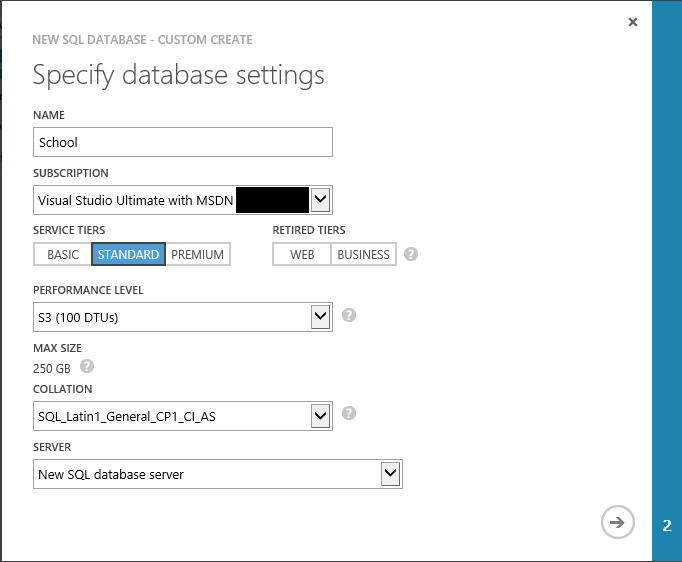 NEW SQL DATABASE - CUSTOM CREATE
Specify database settings
NAME
School
SUBSCRIPTION
Visual Studio Ultimate with MSDN
SERVICE TIERS RETIRED TIERS
BASIC STANDARD PREMIUM WEB BUSINESS ?
PERFORMANCE LEVEL
S3 (100 DTUs) ?
MAX SIZE
250 GB ?
COLLATION
SQL_Latin1_General_CP1_CI_AS ?
SERVER
New SQL database server
2